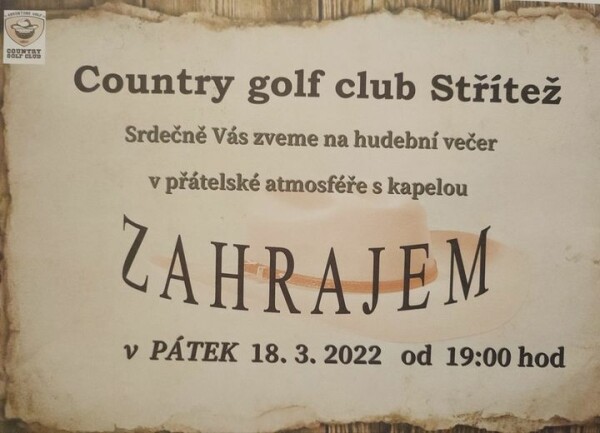 COUNTRY
GOLF CLUB
Country golf club Střítež
Srdečně Vás zveme na hudební večer
v přátelské atmosféře s kapelou
ZAHRAJEM
v PÁTEK 18. 3. 2022 od 19:00 hod